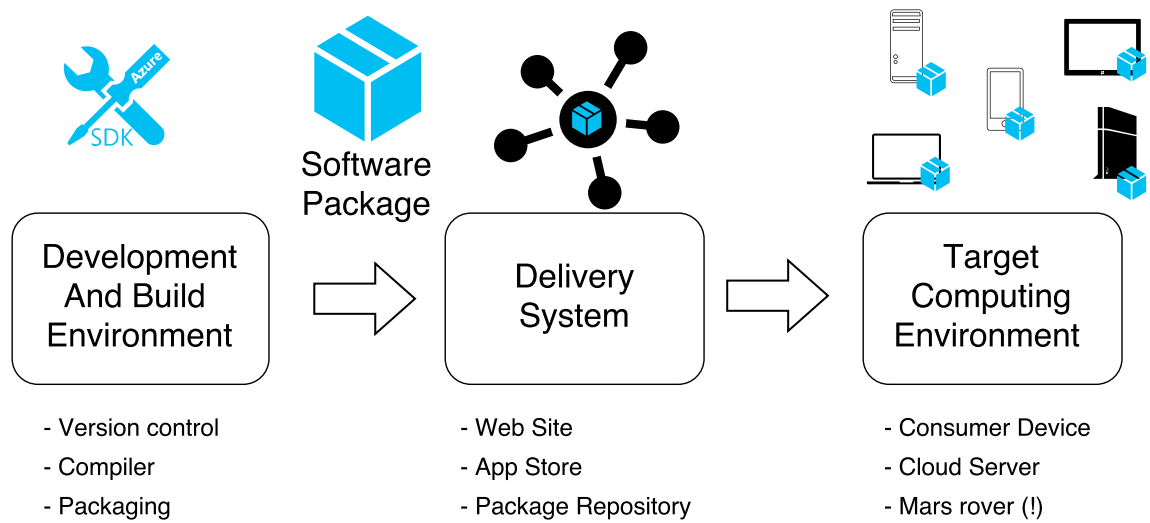 Azure
SDK
Software
Package
Development
And Build
Environment
Delivery
System
Target
Computing
Environment
- Version control
- Compiler
- Packaging
- Web Site
- App Store
- Package Repository
- Consumer Device
- Cloud Server
- Mars rover (!)